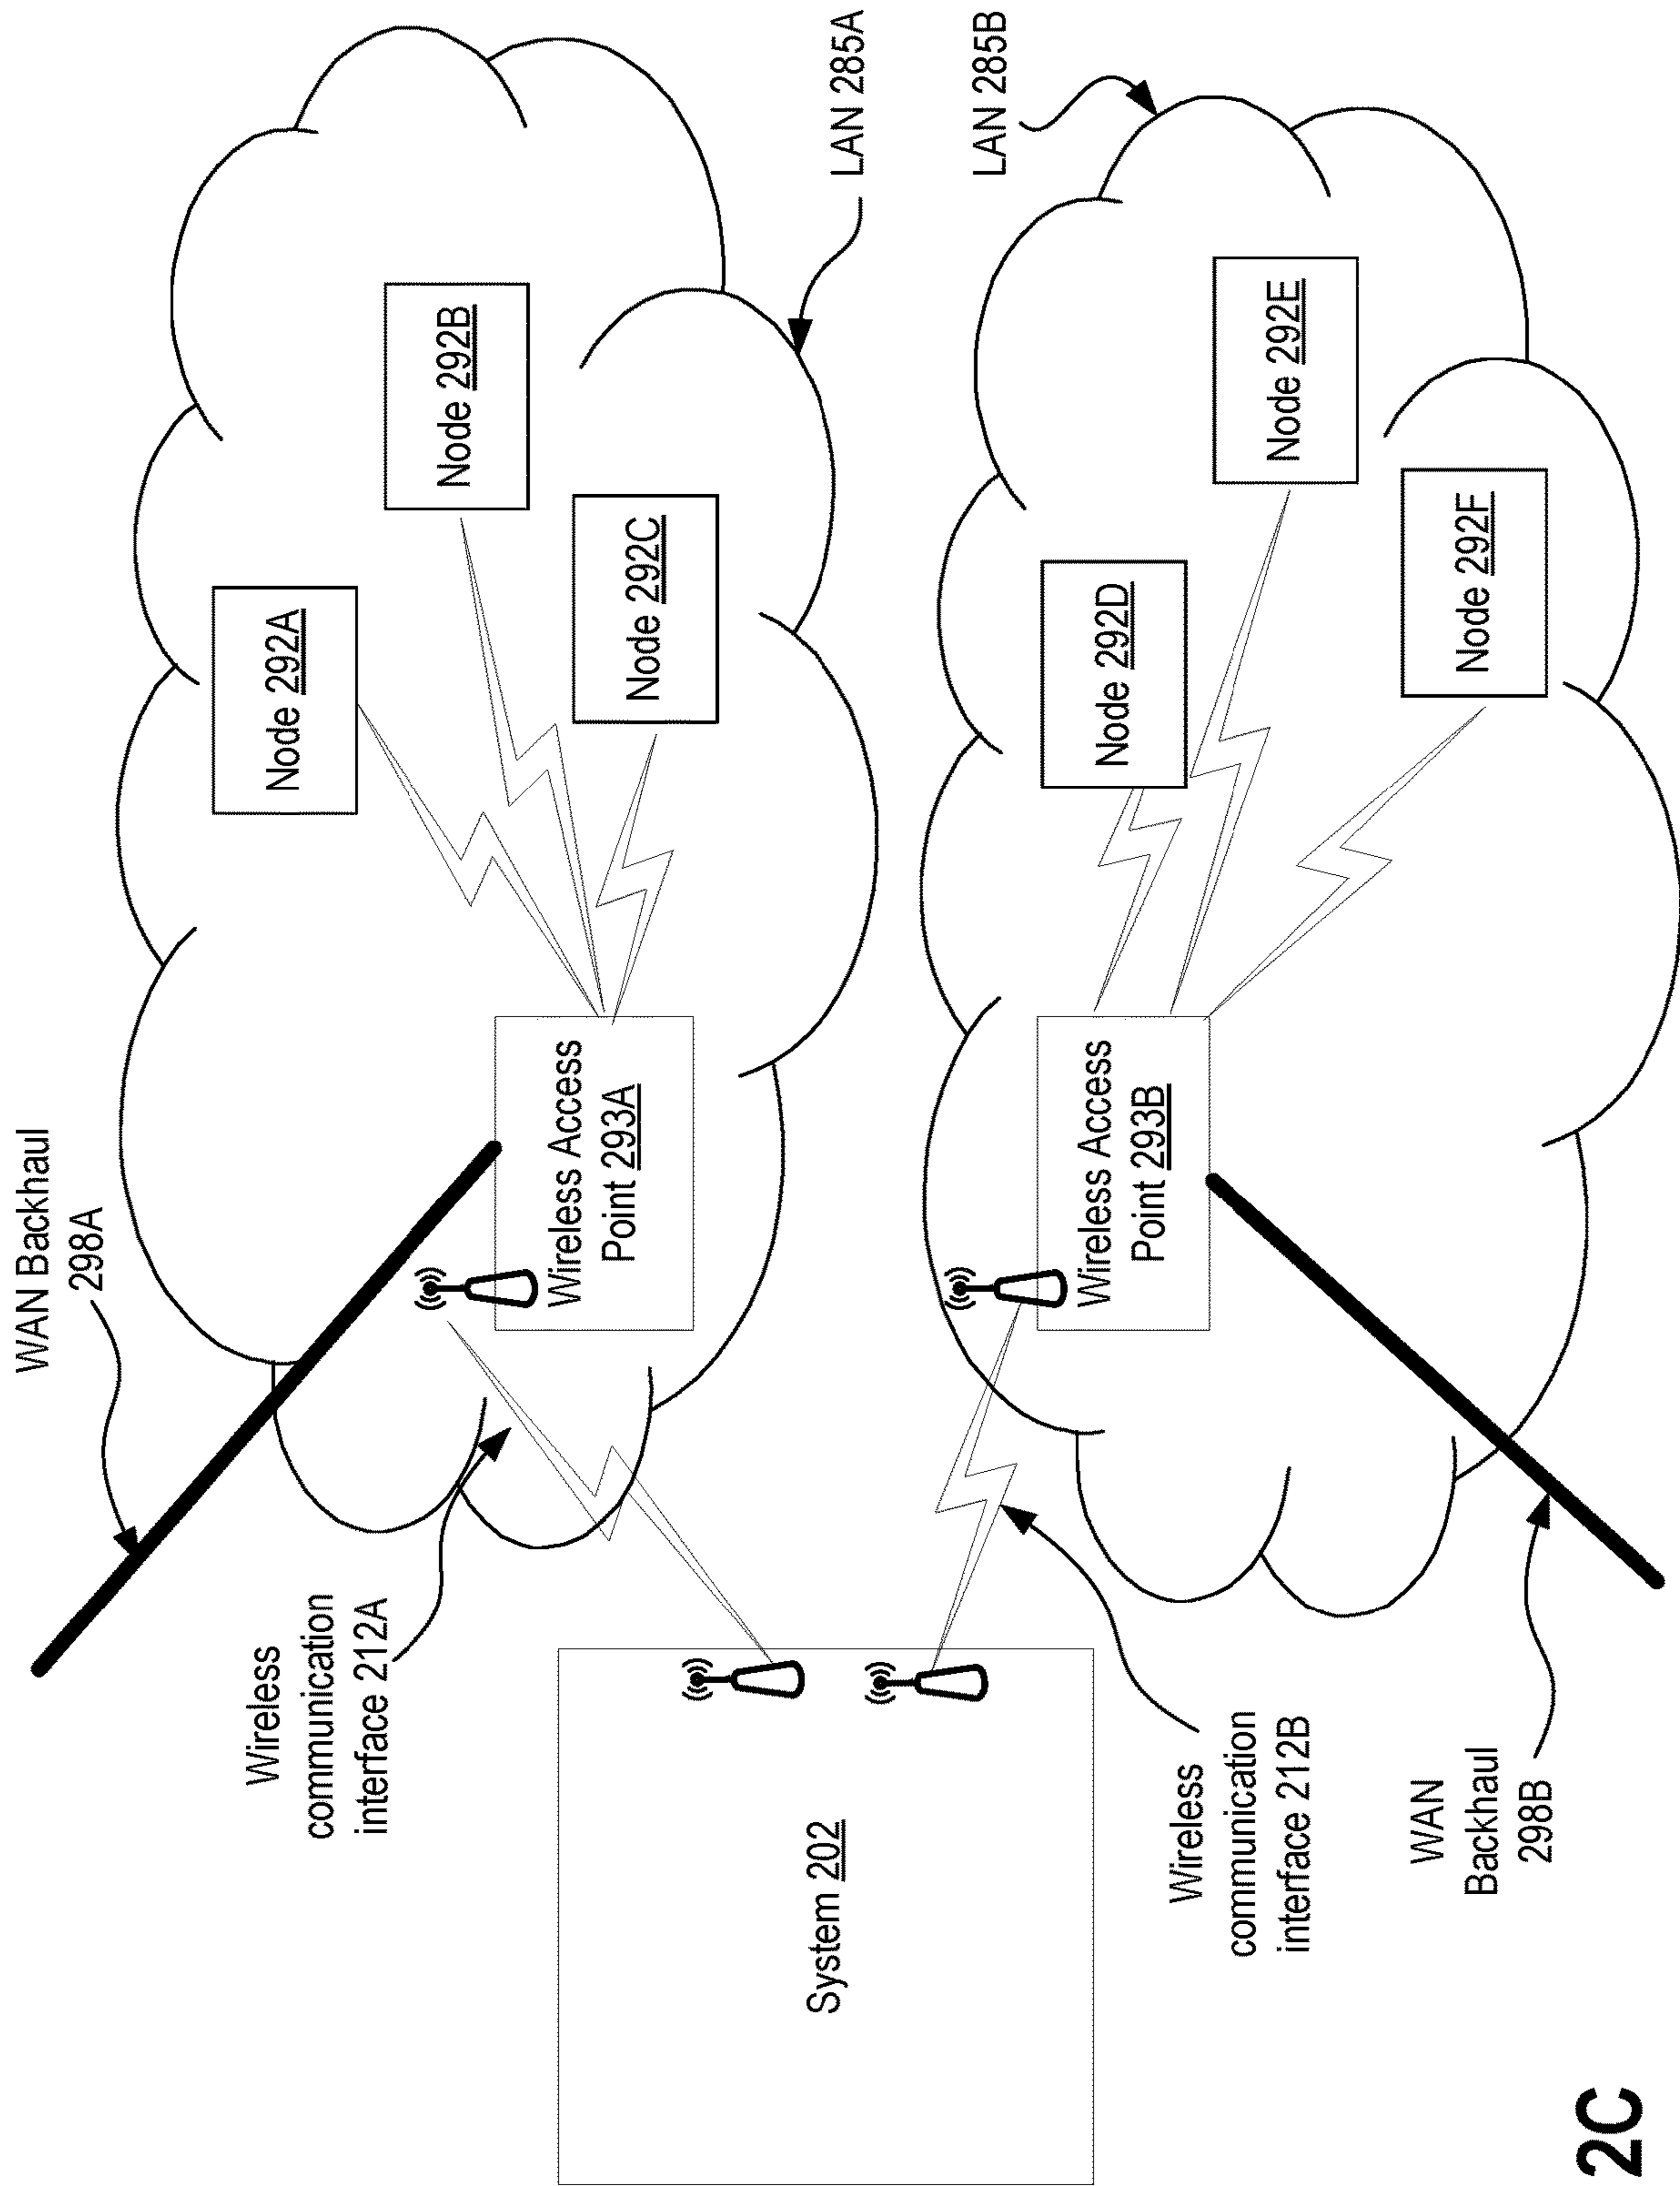 WAN Backhaul
298A
Wireless
communication
interface 212A
Node 292A
Node 292B
Node 292C
Wireless Access
Point 293A
LAN 285A
System 202
LAN 285B
Wireless Access
Point 293B
Node 292D
Node 292E
Node 292F
Wireless
communication
interface 212B
WAN
Backhaul
298B
2C